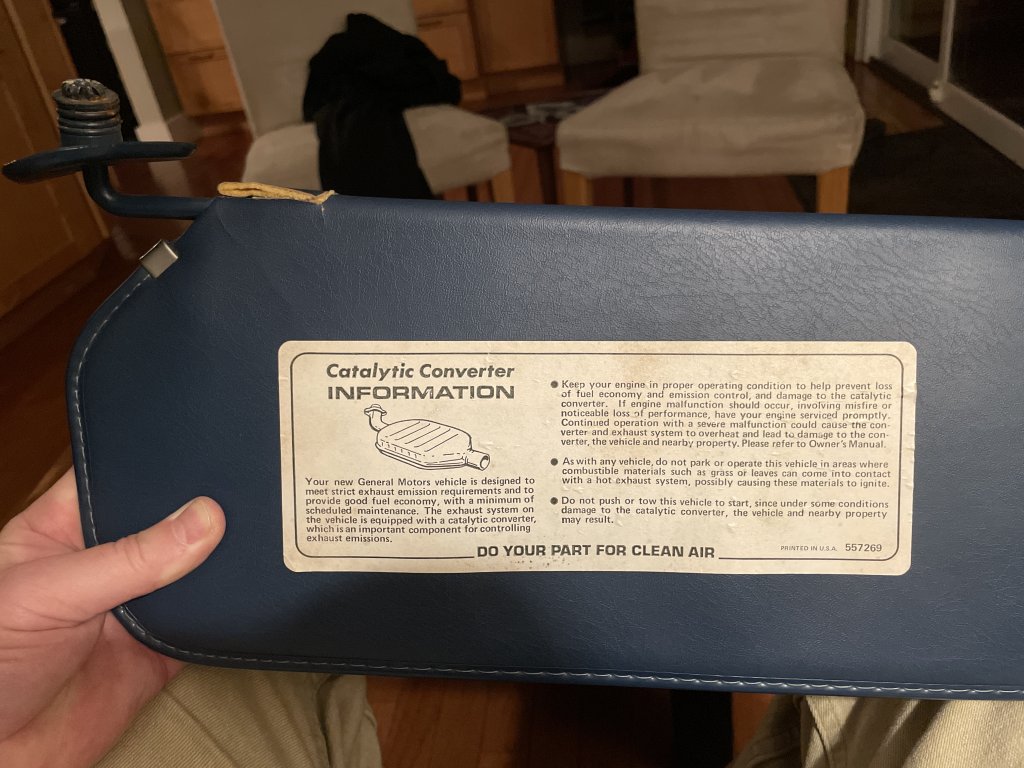 Catalytic Converter
INFORMATION
Your new General Motors vehicle is designed to
meet strict exhaust emission requirements and to
provide good fuel economy, with a minimum of
scheduled maintenance. The exhaust system on
the vehicle is equipped with a catalytic converter,
which is an important component for controlling
exhaust emissions.
● Keep your engine in proper operating condition to help prevent loss
of fuel economy and emission control, and damage to the catalytic
converter. If engine malfunction should occur, involving misfire or
noticeable loss of performance, have your engine serviced promptly.
Continued operation with a severe malfunction could cause the con-
verter and exhaust system to overheat and lead to damage to the con-
verter, the vehicle and nearby property. Please refer to Owner's Manual.
● As with any vehicle, do not park or operate this vehicle in areas where
combustible materials such as grass or leaves can come into contact
with a hot exhaust system, possibly causing these materials to ignite.
● Do not push or tow this vehicle to start, since under some conditions
damage to the catalytic converter, the vehicle and nearby property
may result.
DO YOUR PART FOR CLEAN AIR
PRINTED IN U.S.A. 557269